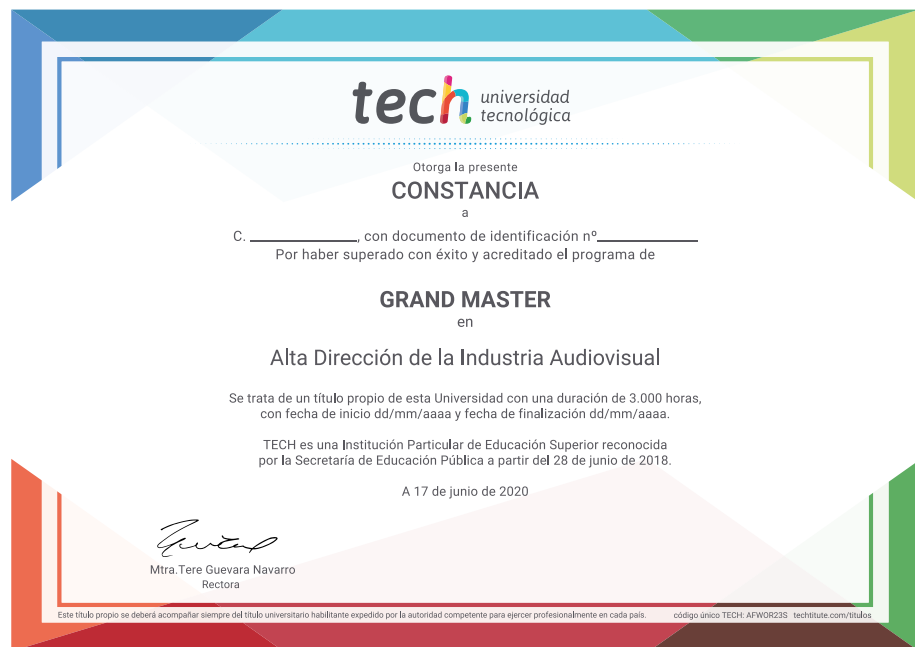 tech universidad
tecnológica
Otorga la presente
CONSTANCIA
a
C. ____________, con documento de identificación nº____________
Por haber superado con éxito y acreditado el programa de
GRAND MASTER
en
Alta Dirección de la Industria Audiovisual
Se trata de un título propio de esta Universidad con una duración de 3.000 horas,
con fecha de inicio dd/mm/aaaa y fecha de finalización dd/mm/aaaa.
TECH es una Institución Particular de Educación Superior reconocida
por la Secretaría de Educación Pública a partir del 28 de junio de 2018.
A 17 de junio de 2020
Mtra.Tere Guevara Navarro
Rectora
Este título propio se deberá acompañar siempre del título universitario habilitante expedido por la autoridad competente para ejercer profesionalmente en cada país. código único TECH: AFWOR23S techtitute.com/titulos